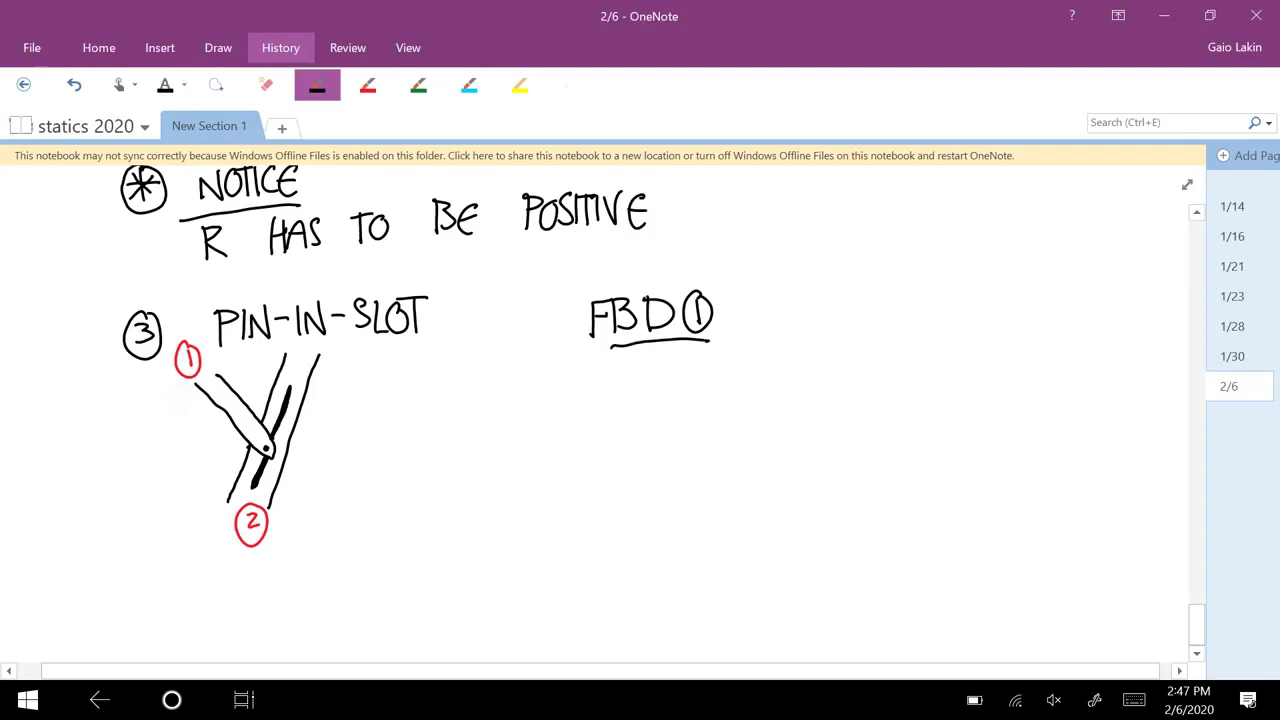 2/6 - OneNote
?
File Home Insert Draw History Review View
Gaio Lakin
A
statics 2020
New Section 1
+
Search (Ctrl+E)
This notebook may not sync correctly because Windows Offline Files is enabled on this folder. Click here to share this notebook to a new location or turn off Windows Offline Files on this notebook and restart OneNote.
Add Pag
1/14
1/16
1/21
1/23
1/28
1/30
2/6
* NOTICE
R HAS TO BE POSITIVE
3 PIN-IN-SLOT
FBD 1
1
2
2:47 PM
2/6/2020